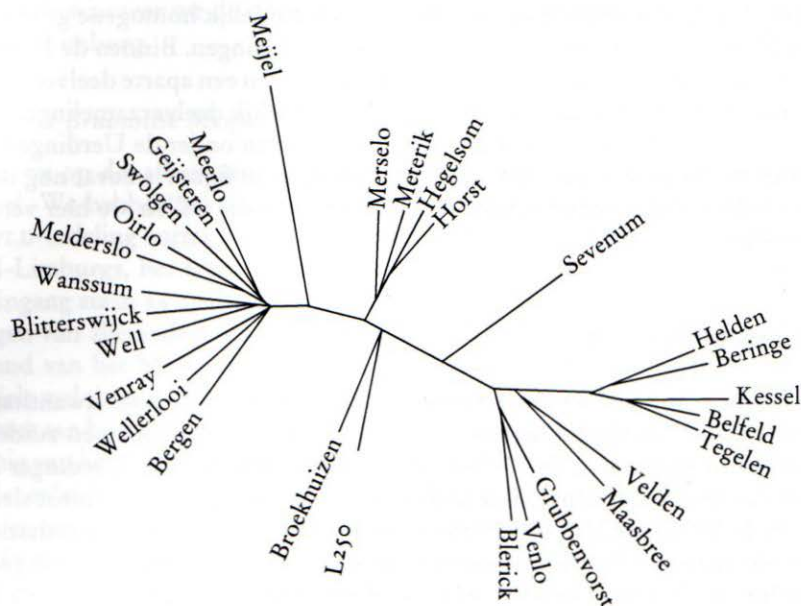 Meijel
Meerlo
Geijsteren
Swolgen
Oirlo
Melderslo
Wanssum
Blitterswijck
Well
Venray
Wellerlooi
Bergen
Merselo
Meterik
Hegelsom
Horst
Sevenum
Helden
Beringe
Kessel
Belfeld
Tegelen
Velden
Maasbree
Grubbenvorst
Venlo
Blerick
L250
Broekhuizen